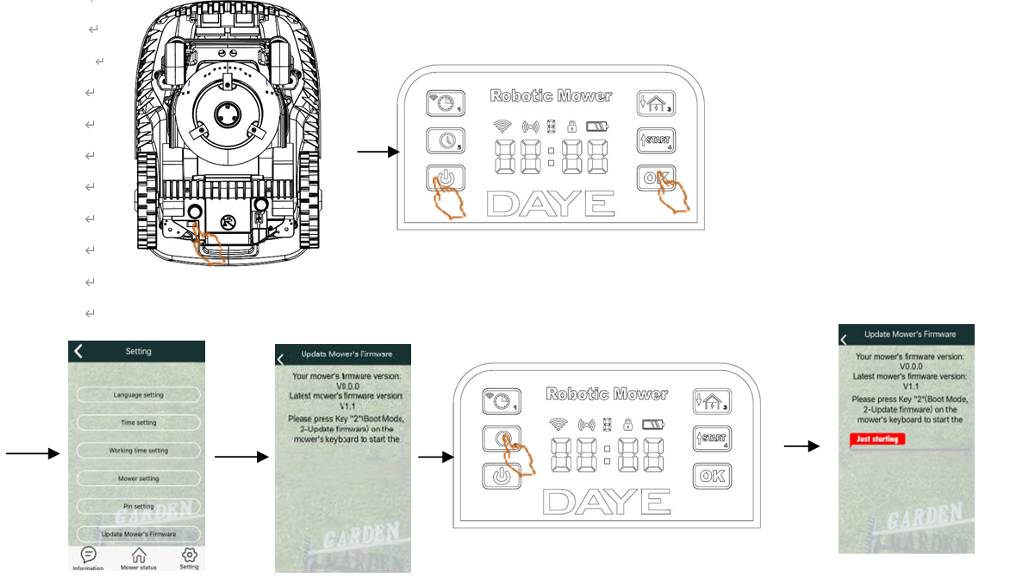 Robotic Mower
1
3
START
4
OK
DAYE
Setting
Language setting
Time setting
Working time setting
Mower setting
Pin setting
Update Mower's Firmware
GARDEN
Information
Mower status
Setting
Update Mower's Firmware
Your mower's firmware version:
V0.0.0
Latest mower's firmware version:
V1.1
Please press Key "2"(Boot Mode,
2-Update firmware) on the
mower's keyboard to start the
GARDEN
Robotic Mower
1
3
START
4
OK
DAYE
Update Mower's Firmware
Your mower's firmware version:
V0.0.0
Latest mower's firmware version:
V1.1
Please press Key "2"(Boot Mode,
2-Update firmware) on the
mower's keyboard to start the
Just starting
GARDEN